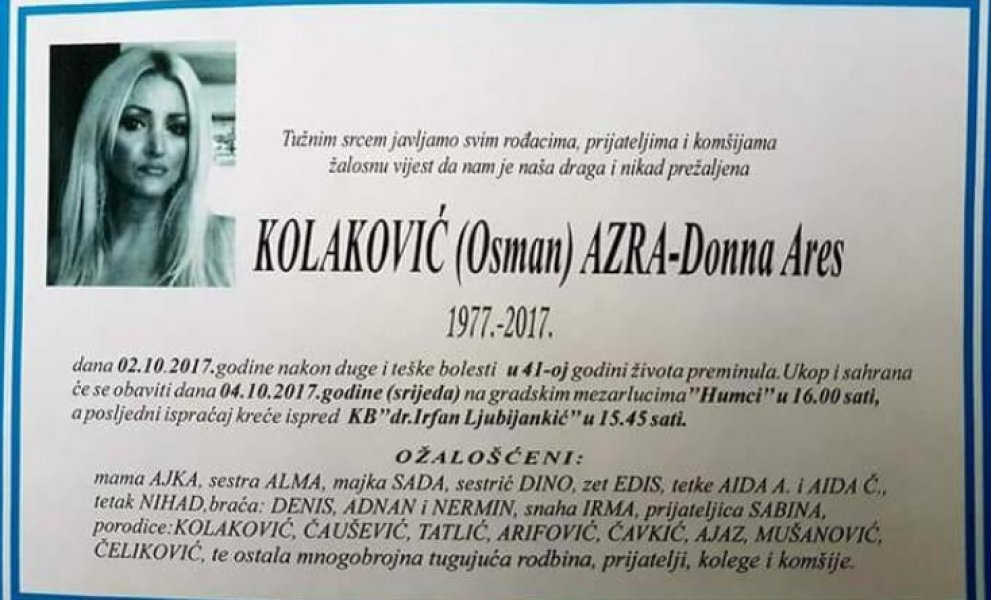 Tužnim srcem javljamo svim rođacima, prijateljima i komšijama
žalosnu vijest da nam je naša draga i nikad prežaljena
KOLAKOVIĆ (Osman) AZRA-Donna Ares
1977.-2017.
dana 02.10.2017.godine nakon duge i teške bolesti u 41-oj godini života preminula. Ukop i sahrana
će se obaviti dana 04.10.2017.godine (srijeda) na gradskim mezarlucima "Humci" u 16.00 sati,
a posljedni ispraćaj kreće ispred KB "dr.Irfan Ljubijankić" u 15.45 sati.
OŽALOŠĆENI:
mama AJKA, sestra ALMA, majka SADA, sestrić DINO, zet EDIS, tetke AIDA A. i AIDA Č.,
tetak NIHAD,braća: DENIS, ADNAN i NERMIN, snaha IRMA, prijateljica SABINA,
porodice:KOLAKOVIĆ, ČAUŠEVIĆ, TATLIĆ, ARIFOVIĆ, ČAVKIĆ, AJAZ, MUŠANOVIĆ,
ČELIKOVIĆ, te ostala mnogobrojna tugujuća rodbina, prijatelji, kolege i komšije.